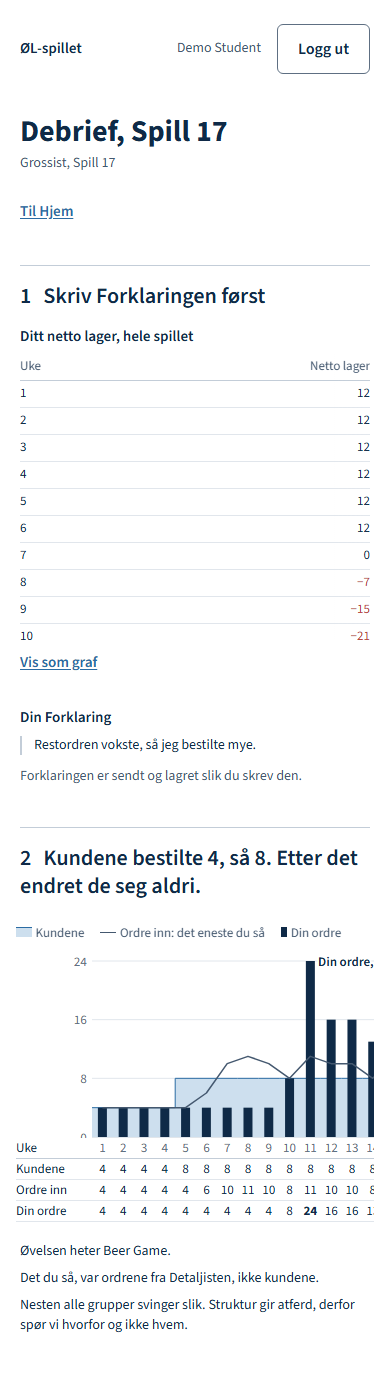 ØL-spillet Demo Student Logg ut
Debrief, Spill 17
Grossist, Spill 17
Til Hjem
1 Skriv Forklaringen først
Ditt netto lager, hele spillet
Uke Netto lager
1 12
2 12
3 12
4 12
5 12
6 12
7 0
8 −7
9 −15
10 −21
Vis som graf
Din Forklaring
Restordren vokste, så jeg bestilte mye.
Forklaringen er sendt og lagret slik du skrev den.
2 Kundene bestilte 4, så 8. Etter det
endret de seg aldri.
Kundene Ordre inn: det eneste du så Din ordre
24 Din ordre,
16
8
0
Uke 1 2 3 4 5 6 7 8 9 10 11 12 13
Kundene 4 4 4 4 8 8 8 8 8 8 8 8 8 8
Ordre inn 4 4 4 4 4 6 10 11 10 8 11 10 10 8
Din ordre 4 4 4 4 4 4 4 4 4 8 24 16 16
Øvelsen heter Beer Game.
Det du så, var ordrene fra Detaljisten, ikke kundene.
Nesten alle grupper svinger slik. Struktur gir atferd, derfor
spør vi hvorfor og ikke hvem.